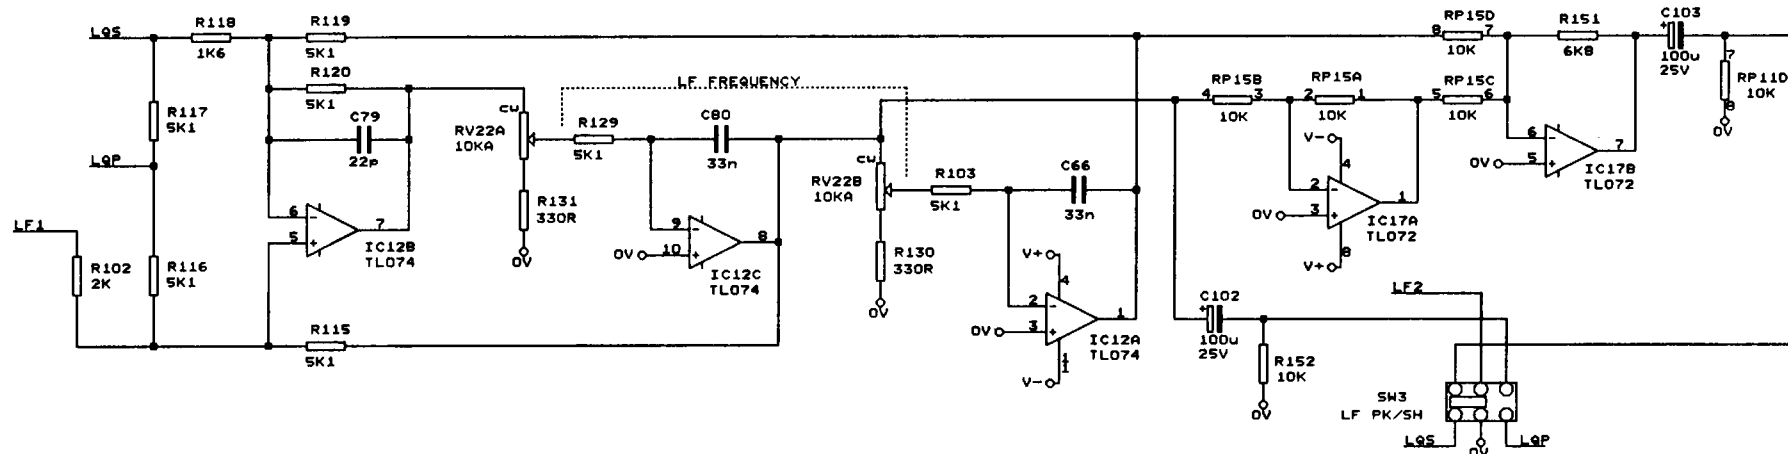 LQS
R118
1K6
R119
5K1
R120
5K1
C79
22p
R117
5K1
LQP
LF1
R102
2K
R116
5K1
6
5
7
IC12B
TL074
R115
5K1
LF FREQUENCY
CW
RV22A
10KA
R131
330R
0V
R129
5K1
C80
33n
9
10
8
0V
IC12C
TL074
CW
RV22B
10KA
R130
330R
0V
R103
5K1
C66
33n
V+
4
2
3
1
0V
11
V-
IC12A
TL074
RP15B
4
3
10K
RP15A
2
1
10K
RP15C
5
6
10K
RP15D
8
7
10K
R151
6K8
C103
+
100u
25V
7
RP11D
10K
8
0V
V-
4
2
3
1
0V
8
V+
IC17A
TL072
6
5
7
0V
IC17B
TL072
C102
+
100u
25V
R152
10K
0V
LF2
SW3
LF PK/SH
LQS
0V
LQP